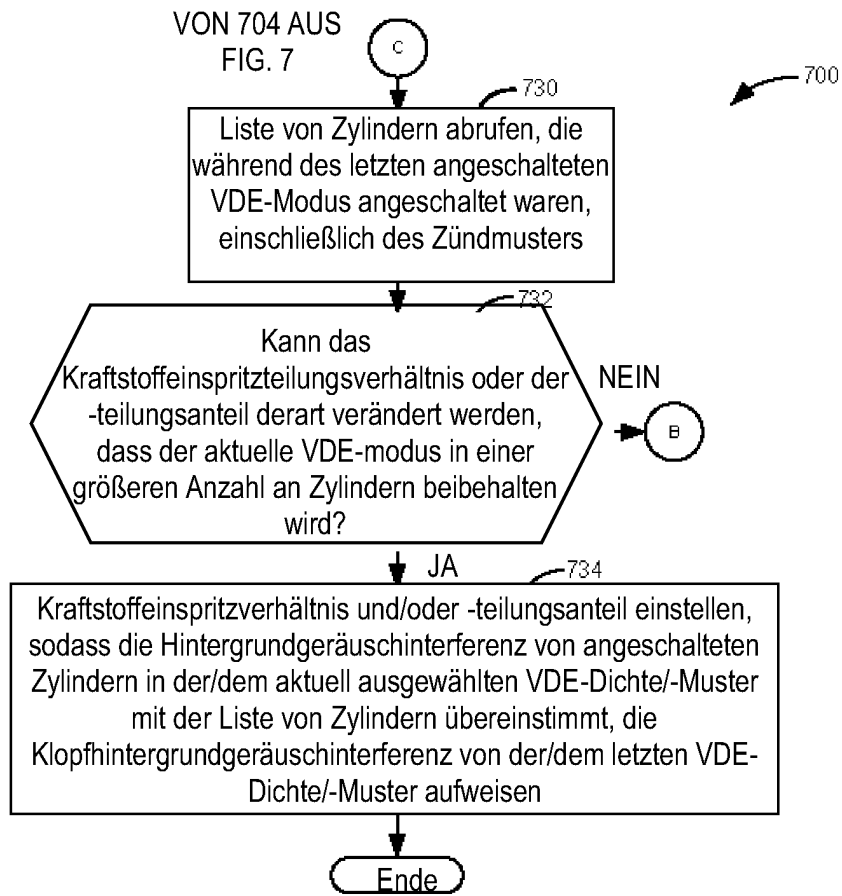 VON 704 AUS
FIG. 7
C
700
730
Liste von Zylindern abrufen, die
während des letzten angeschalteten
VDE-Modus angeschaltet waren,
einschließlich des Zündmusters
732
Kann das
Kraftstoffeinspritzteilungsverhältnis oder der
-teilungsanteil derart verändert werden,
dass der aktuelle VDE-modus in einer
größeren Anzahl an Zylindern beibehalten
wird?
NEIN
B
JA
734
Kraftstoffeinspritzverhältnis und/oder -teilungsanteil einstellen,
sodass die Hintergrundgeräuschinterferenz von angeschalteten
Zylindern in der/dem aktuell ausgewählten VDE-Dichte/-Muster
mit der Liste von Zylindern übereinstimmt, die
Klopfhintergrundgeräuschinterferenz von der/dem letzten VDE-
Dichte/-Muster aufweisen
Ende